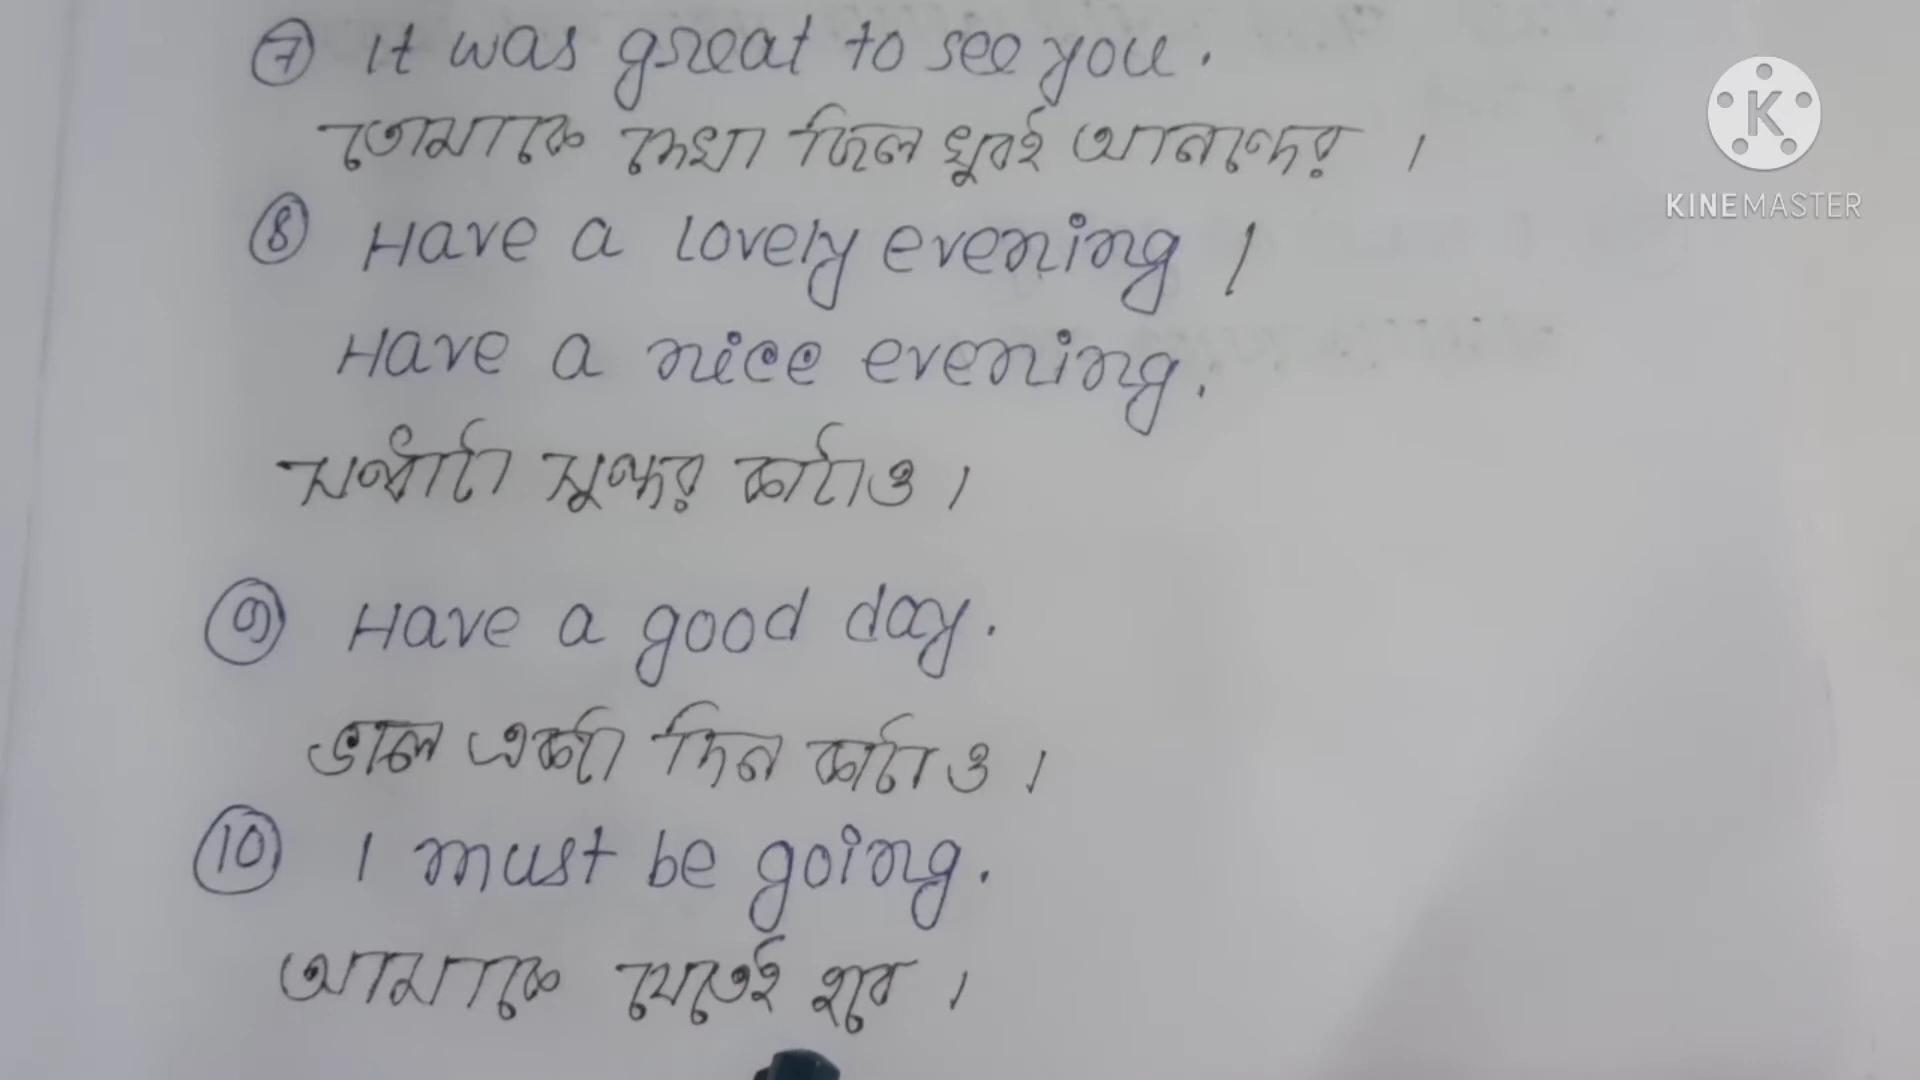 ⑦ It was great to see you.
তোমাকে দেখা ছিল খুবই আনন্দের ।
K
KINEMASTER
⑧ Have a lovely evening /
Have a nice evening.
সন্ধ্যাটা সুন্দর কাটাও ।
⑨ Have a good day.
ভালো একটা দিন কাটাও ।
⑩ I must be going.
আমাকে যেতেই হবে ।